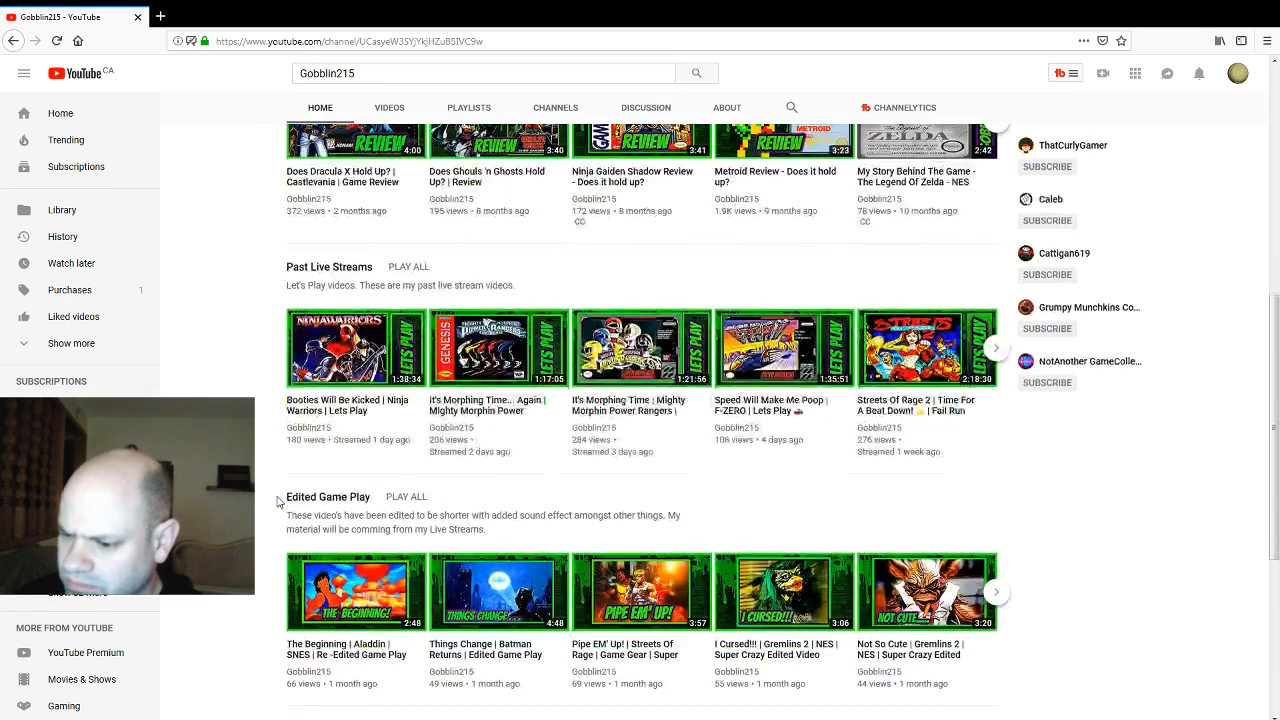 Gobblin215 - YouTube
https://www.youtube.com/channel/UCasyeW3SYjYkjHZuB5IVC9w
YouTube CA
Gobblin215
HOME VIDEOS PLAYLISTS CHANNELS DISCUSSION ABOUT CHANNELYTICS
Home
Trending
Subscriptions
Library
History
Watch later
Purchases 1
Liked videos
Show more
SUBSCRIPTIONS
MORE FROM YOUTUBE
YouTube Premium
Movies & Shows
Gaming
REVIEW 4:00
REVIEW 3:40
REVIEW 3:41
METROID REVIEW 3:23
The Legend of ZELDA 2:42
Does Dracula X Hold Up? |
Castlevania | Game Review
372 views • 2 months ago
Does Ghouls 'n Ghosts Hold
Up? | Review
195 views • 8 months ago
Ninja Gaiden Shadow Review
- Does it hold up?
172 views • 8 months ago
CC
Metroid Review - Does it hold
up?
1.9K views • 9 months ago
My Story Behind The Game -
The Legend Of Zelda - NES
78 views • 10 months ago
CC
Past Live Streams PLAY ALL
Let's Play videos. These are my past live stream videos.
NINJAWARRIORS LETS PLAY 1:38:34
GENESIS POWER RANGERS LETS PLAY 1:17:05
LETS PLAY 1:21:56
LETS PLAY 1:35:51
STREETS LETS PLAY 2:18:30
Booties Will Be Kicked | Ninja
Warriors | Lets Play
Gobblin215
180 views • Streamed 1 day ago
It's Morphing Time... Again |
Mighty Morphin Power
Gobblin215
206 views •
Streamed 2 days ago
It's Morphing Time | Mighty
Morphin Power Rangers |
Gobblin215
284 views •
Streamed 3 days ago
Speed Will Make Me Poop |
F-ZERO | Lets Play
Gobblin215
108 views • 4 days ago
Streets Of Rage 2 | Time For
A Beat Down! | Fail Run
Gobblin215
276 views •
Streamed 1 week ago
Edited Game Play PLAY ALL
These video's have been edited to be shorter with added sound effect amongst other things. My
material will be comming from my Live Streams.
THE BEGINNING! 2:48
THINGS CHANGE 4:48
PIPE EM' UP! 3:57
I CURSED!!! 3:06
NOT CUTE 3:20
The Beginning | Aladdin |
SNES | Re -Edited Game Play
Gobblin215
66 views • 1 month ago
Things Change | Batman
Returns | Edited Game Play
Gobblin215
49 views • 1 month ago
Pipe EM' Up! | Streets Of
Rage | Game Gear | Super
Gobblin215
69 views • 1 month ago
I Cursed!!! | Gremlins 2 | NES
| Super Crazy Edited Video
Gobblin215
55 views • 1 month ago
Not So Cute | Gremlins 2 |
NES | Super Crazy Edited
Gobblin215
44 views • 1 month ago
ThatCurlyGamer
SUBSCRIBE
Caleb
SUBSCRIBE
Cattigan619
SUBSCRIBE
Grumpy Munchkins Co...
SUBSCRIBE
NotAnother GameColle...
SUBSCRIBE